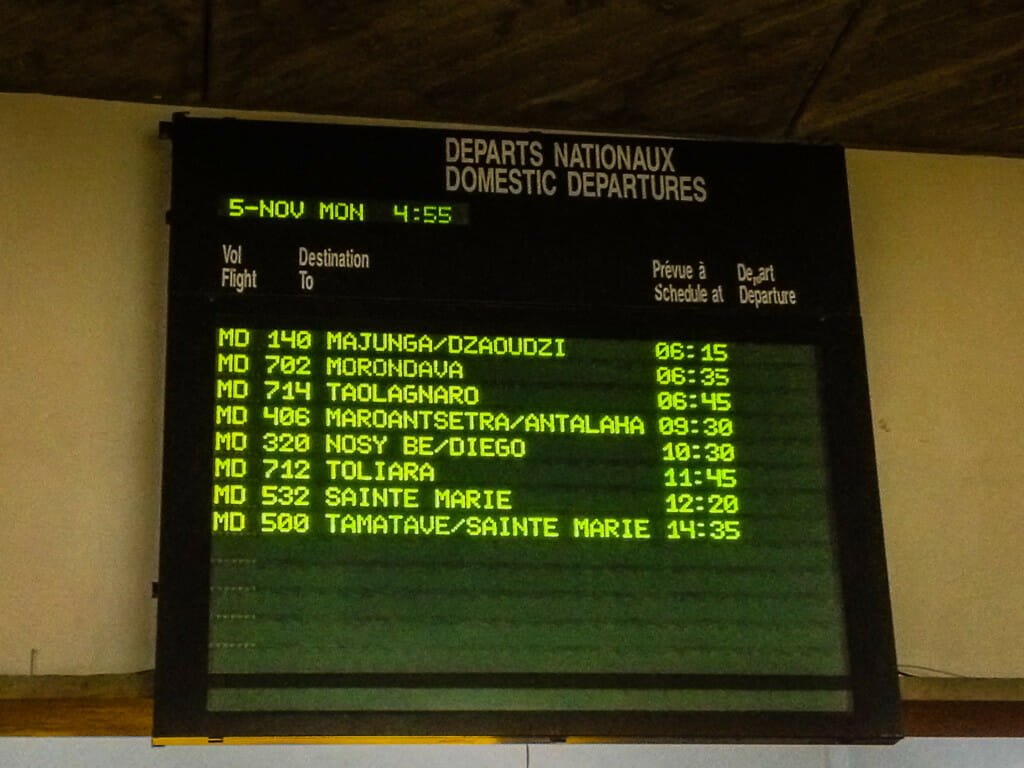 DEPARTS NATIONAUX
DOMESTIC DEPARTURES
5-NOV MON 4:55
Vol Destination Prévue à Depart
Flight To Schedule at Departure
MD 140 MAJUNGA/DZAOUDZI 06:15
MD 702 MORONDAVA 06:35
MD 714 TAOLAGNARO 06:45
MD 406 MAROANTSETRA/ANTALAHA 09:30
MD 320 NOSY BE/DIEGO 10:30
MD 712 TOLIARA 11:45
MD 532 SAINTE MARIE 12:20
MD 500 TAMATAVE/SAINTE MARIE 14:35